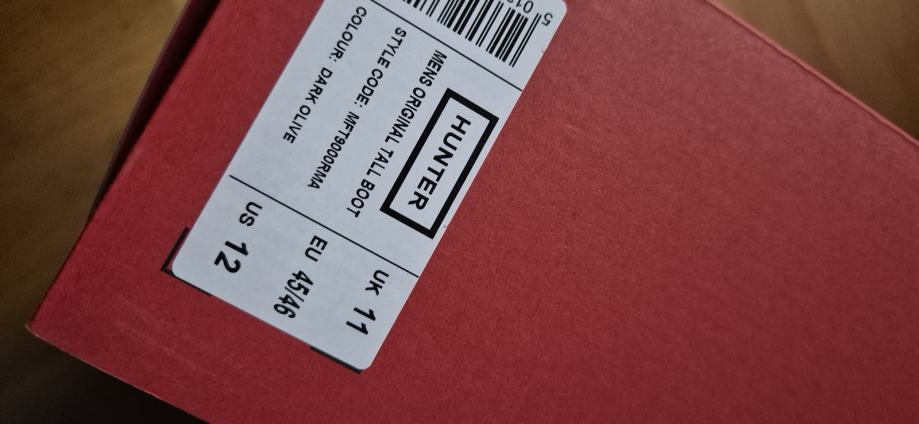 HUNTER
MENS ORIGINAL TALL BOOT
STYLE CODE: MFT9000RMA
COLOUR: DARK OLIVE
UK 11
EU 45/46
US 12